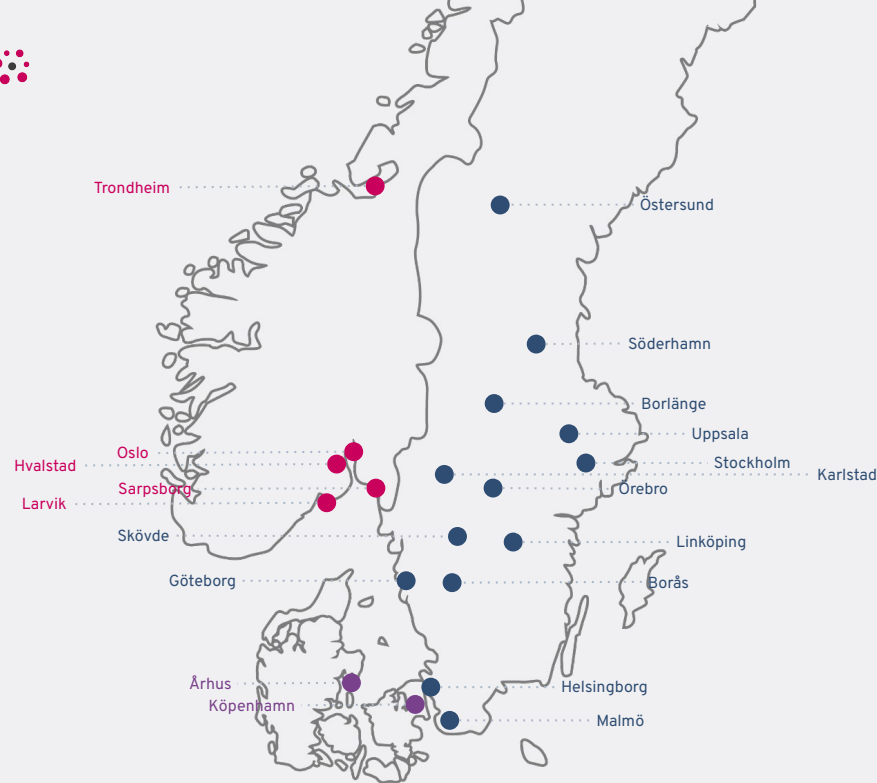 Trondheim
Östersund
Söderhamn
Borlänge
Uppsala
Oslo
Stockholm
Hvalstad
Karlstad
Sarpsborg
Örebro
Larvik
Skövde
Linköping
Göteborg
Borås
Århus
Helsingborg
Köpenhamn
Malmö